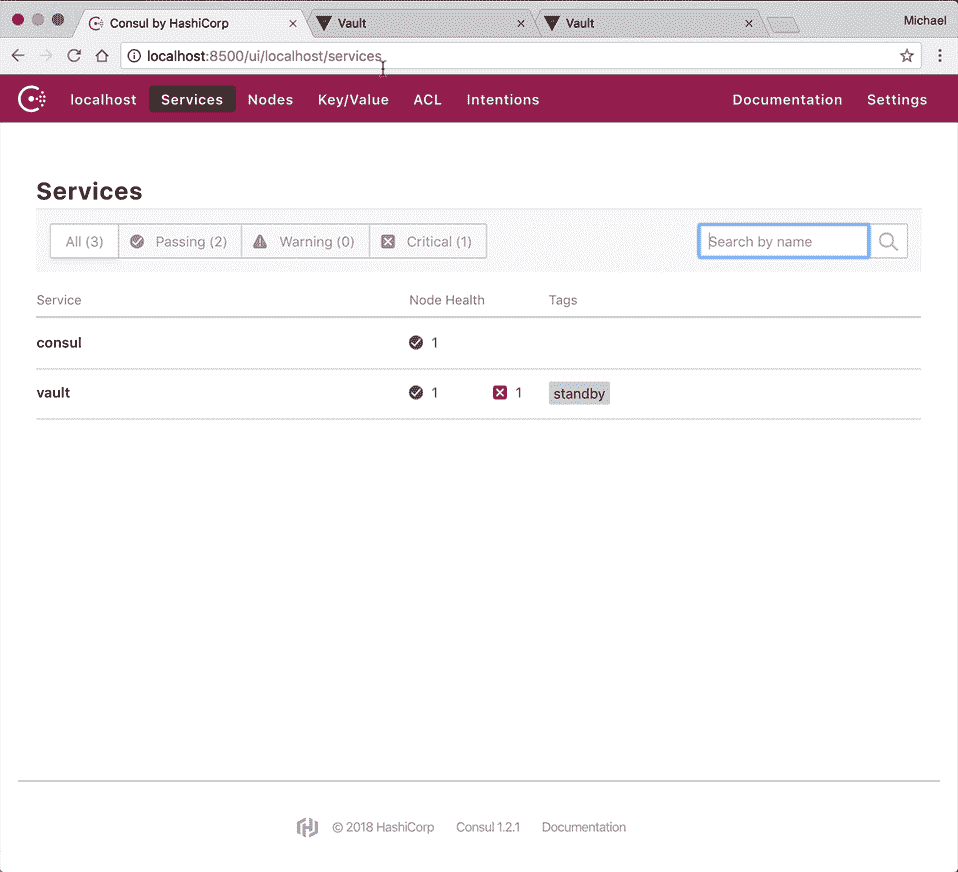 Consul by HashiCorp
Vault
Vault
Michael
localhost:8500/ui/localhost/services
localhost Services Nodes Key/Value ACL Intentions Documentation Settings
Services
All (3) Passing (2) Warning (0) Critical (1) Search by name
Service Node Health Tags
consul 1
vault 1 1 standby
© 2018 HashiCorp Consul 1.2.1 Documentation